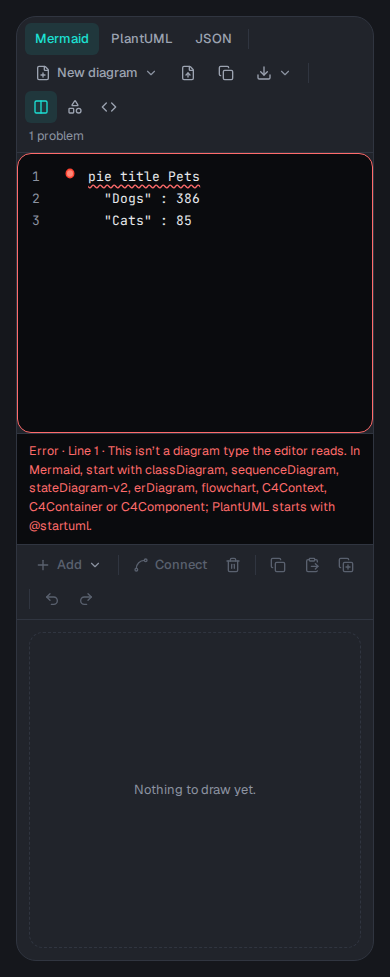 Mermaid PlantUML JSON
New diagram
1 problem
1 pie title Pets
2 "Dogs" : 386
3 "Cats" : 85
Error · Line 1 · This isn't a diagram type the editor reads. In
Mermaid, start with classDiagram, sequenceDiagram,
stateDiagram-v2, erDiagram, flowchart, C4Context,
C4Container or C4Component; PlantUML starts with
@startuml.
Add Connect
Nothing to draw yet.